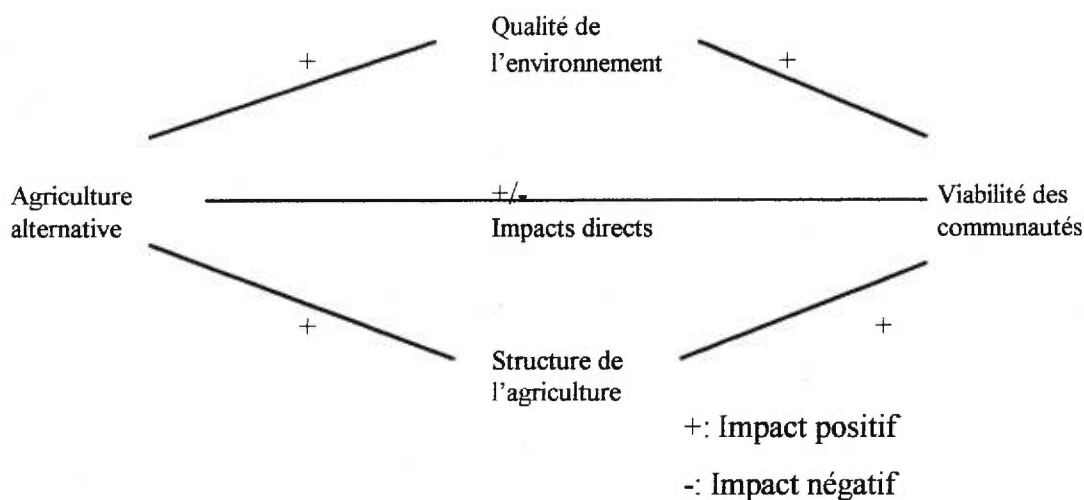 Qualité de
l'environnement
+
+
Agriculture
alternative
+/-
Impacts directs
Viabilité des
communautés
+
+
Structure de
l'agriculture
+: Impact positif
-: Impact négatif